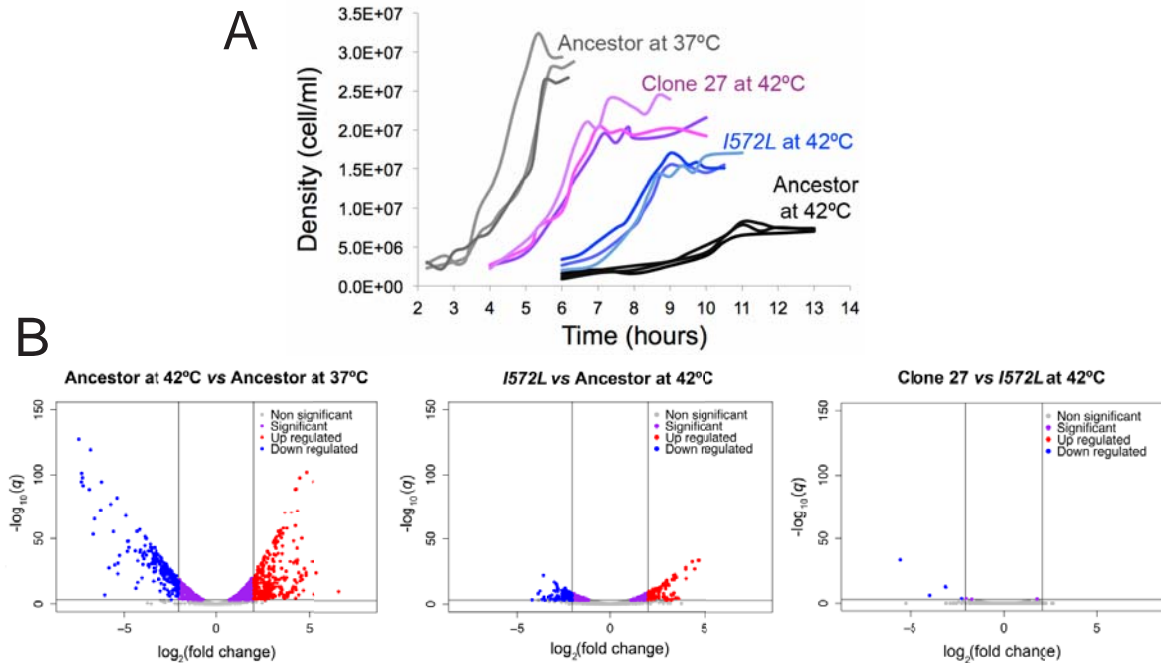 A
3.5E+07
3.0E+07
2.5E+07
2.0E+07
1.5E+07
1.0E+07
5.0E+06
0.0E+00
Density (cell/ml)
Ancestor at 37ºC
Clone 27 at 42ºC
I572L at 42ºC
Ancestor
at 42ºC
2 3 4 5 6 7 8 9 10 11 12 13 14
Time (hours)
B
Ancestor at 42ºC vs Ancestor at 37ºC
150
100
50
0
-log10(q)
Non significant
Significant
Up regulated
Down regulated
−5 0 5
log2(fold change)
I572L vs Ancestor at 42ºC
150
100
50
0
-log10(q)
Non significant
Significant
Up regulated
Down regulated
−5 0 5
log2(fold change)
Clone 27 vs I572L at 42ºC
150
100
50
0
-log10(q)
Non significant
Significant
Up regulated
Down regulated
−5 0 5
log2(fold change)